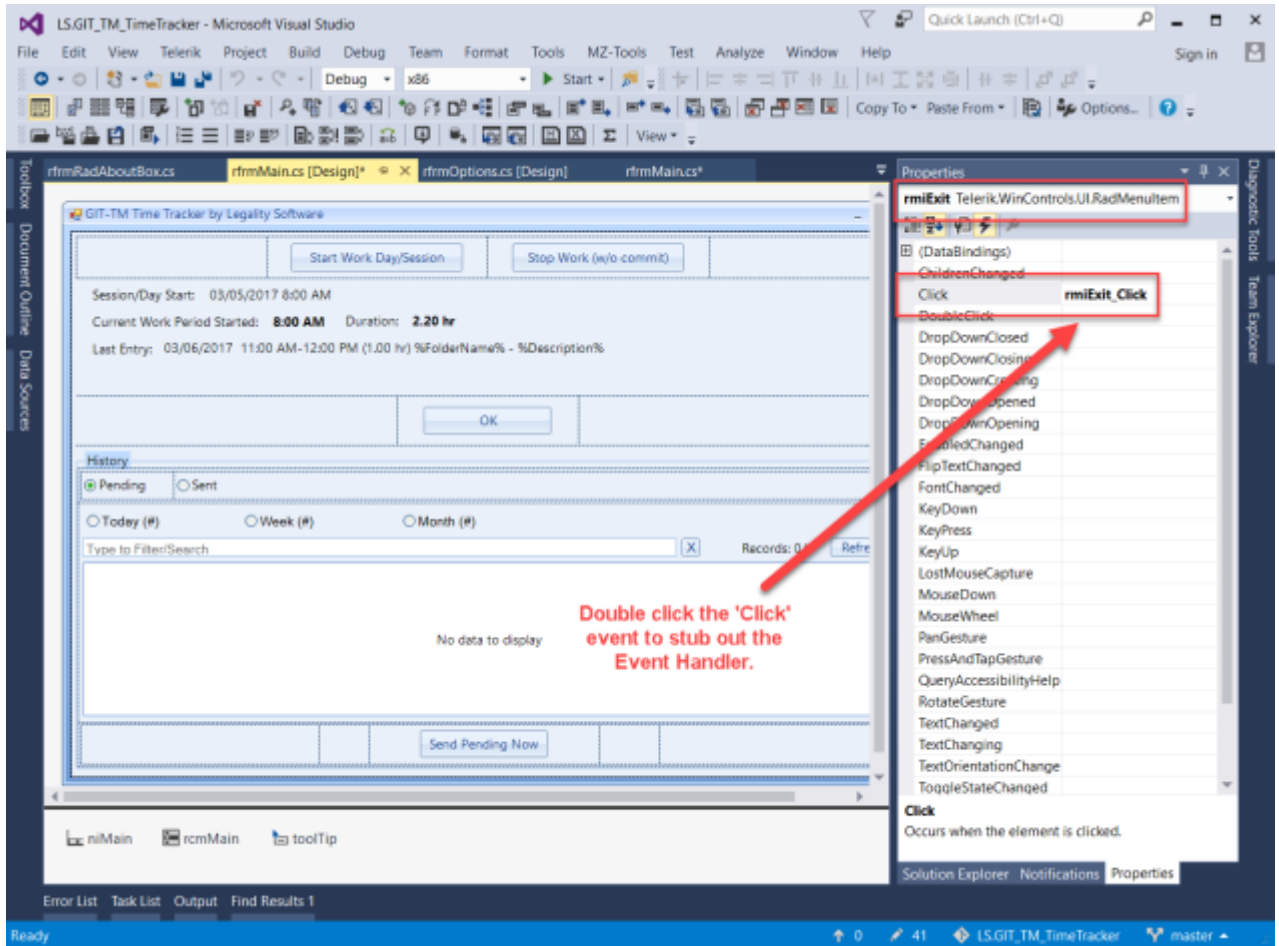 LS.GIT_TM_TimeTracker - Microsoft Visual Studio
Quick Launch (Ctrl+Q)
File Edit View Telerik Project Build Debug Team Format Tools MZ-Tools Test Analyze Window Help
Sign in
Debug x86 Start
Copy To Paste From Options...
View
Toolbox
Document Outline
Data Sources
rfrmRadAboutBox.cs rfrmMain.cs [Design]* rfrmOptions.cs [Design] rfrmMain.cs*
GIT-TM Time Tracker by Legality Software
Start Work Day/Session Stop Work (w/o commit)
Session/Day Start: 03/05/2017 8:00 AM
Current Work Period Started: 8:00 AM Duration: 2.20 hr
Last Entry: 03/06/2017 11:00 AM-12:00 PM (1.00 hr) %FolderName% - %Description%
OK
History
Pending Sent
Today (#) Week (#) Month (#)
Type to Filter/Search X Records: 0 Refre
No data to display
Double click the 'Click'
event to stub out the
Event Handler.
Send Pending Now
niMain rcmMain toolTip
Properties
rmiExit Telerik.WinControls.UI.RadMenuItem
(DataBindings)
ChildrenChanged
Click rmiExit_Click
DoubleClick
DropDownClosed
DropDownClosing
DropDownOpened
DropDownOpening
EnabledChanged
FlipTextChanged
FontChanged
KeyDown
KeyPress
KeyUp
LostMouseCapture
MouseDown
MouseWheel
PanGesture
PressAndTapGesture
QueryAccessibilityHelp
RotateGesture
TextChanged
TextChanging
TextOrientationChange
ToggleStateChanged
Click
Occurs when the element is clicked.
Solution Explorer Notifications Properties
Diagnostic Tools
Team Explorer
Error List Task List Output Find Results 1
Ready
0 41 LS.GIT_TM_TimeTracker master